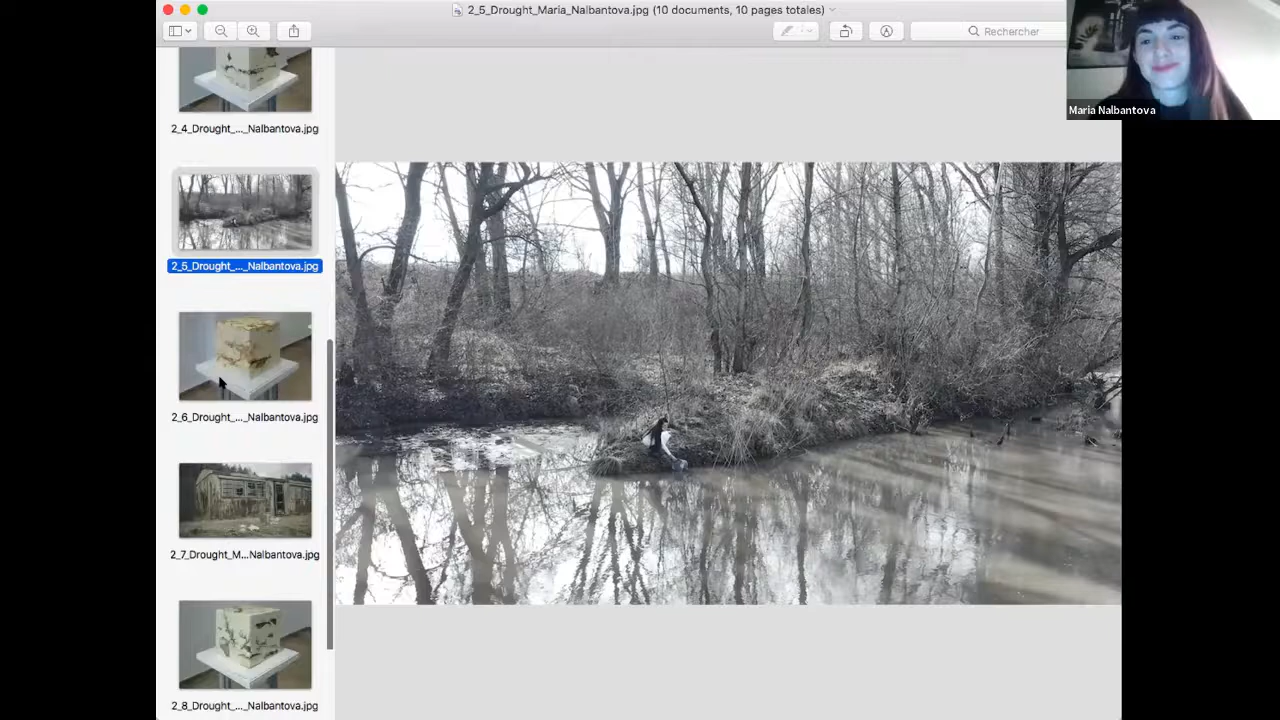 2_5_Drought_Maria_Nalbantova.jpg (10 documents, 10 pages totales)
Rechercher
Maria Nalbantova
2_4_Drought_..._Nalbantova.jpg
2_5_Drought_..._Nalbantova.jpg
2_6_Drought_..._Nalbantova.jpg
2_7_Drought_M...Nalbantova.jpg
2_8_Drought_..._Nalbantova.jpg